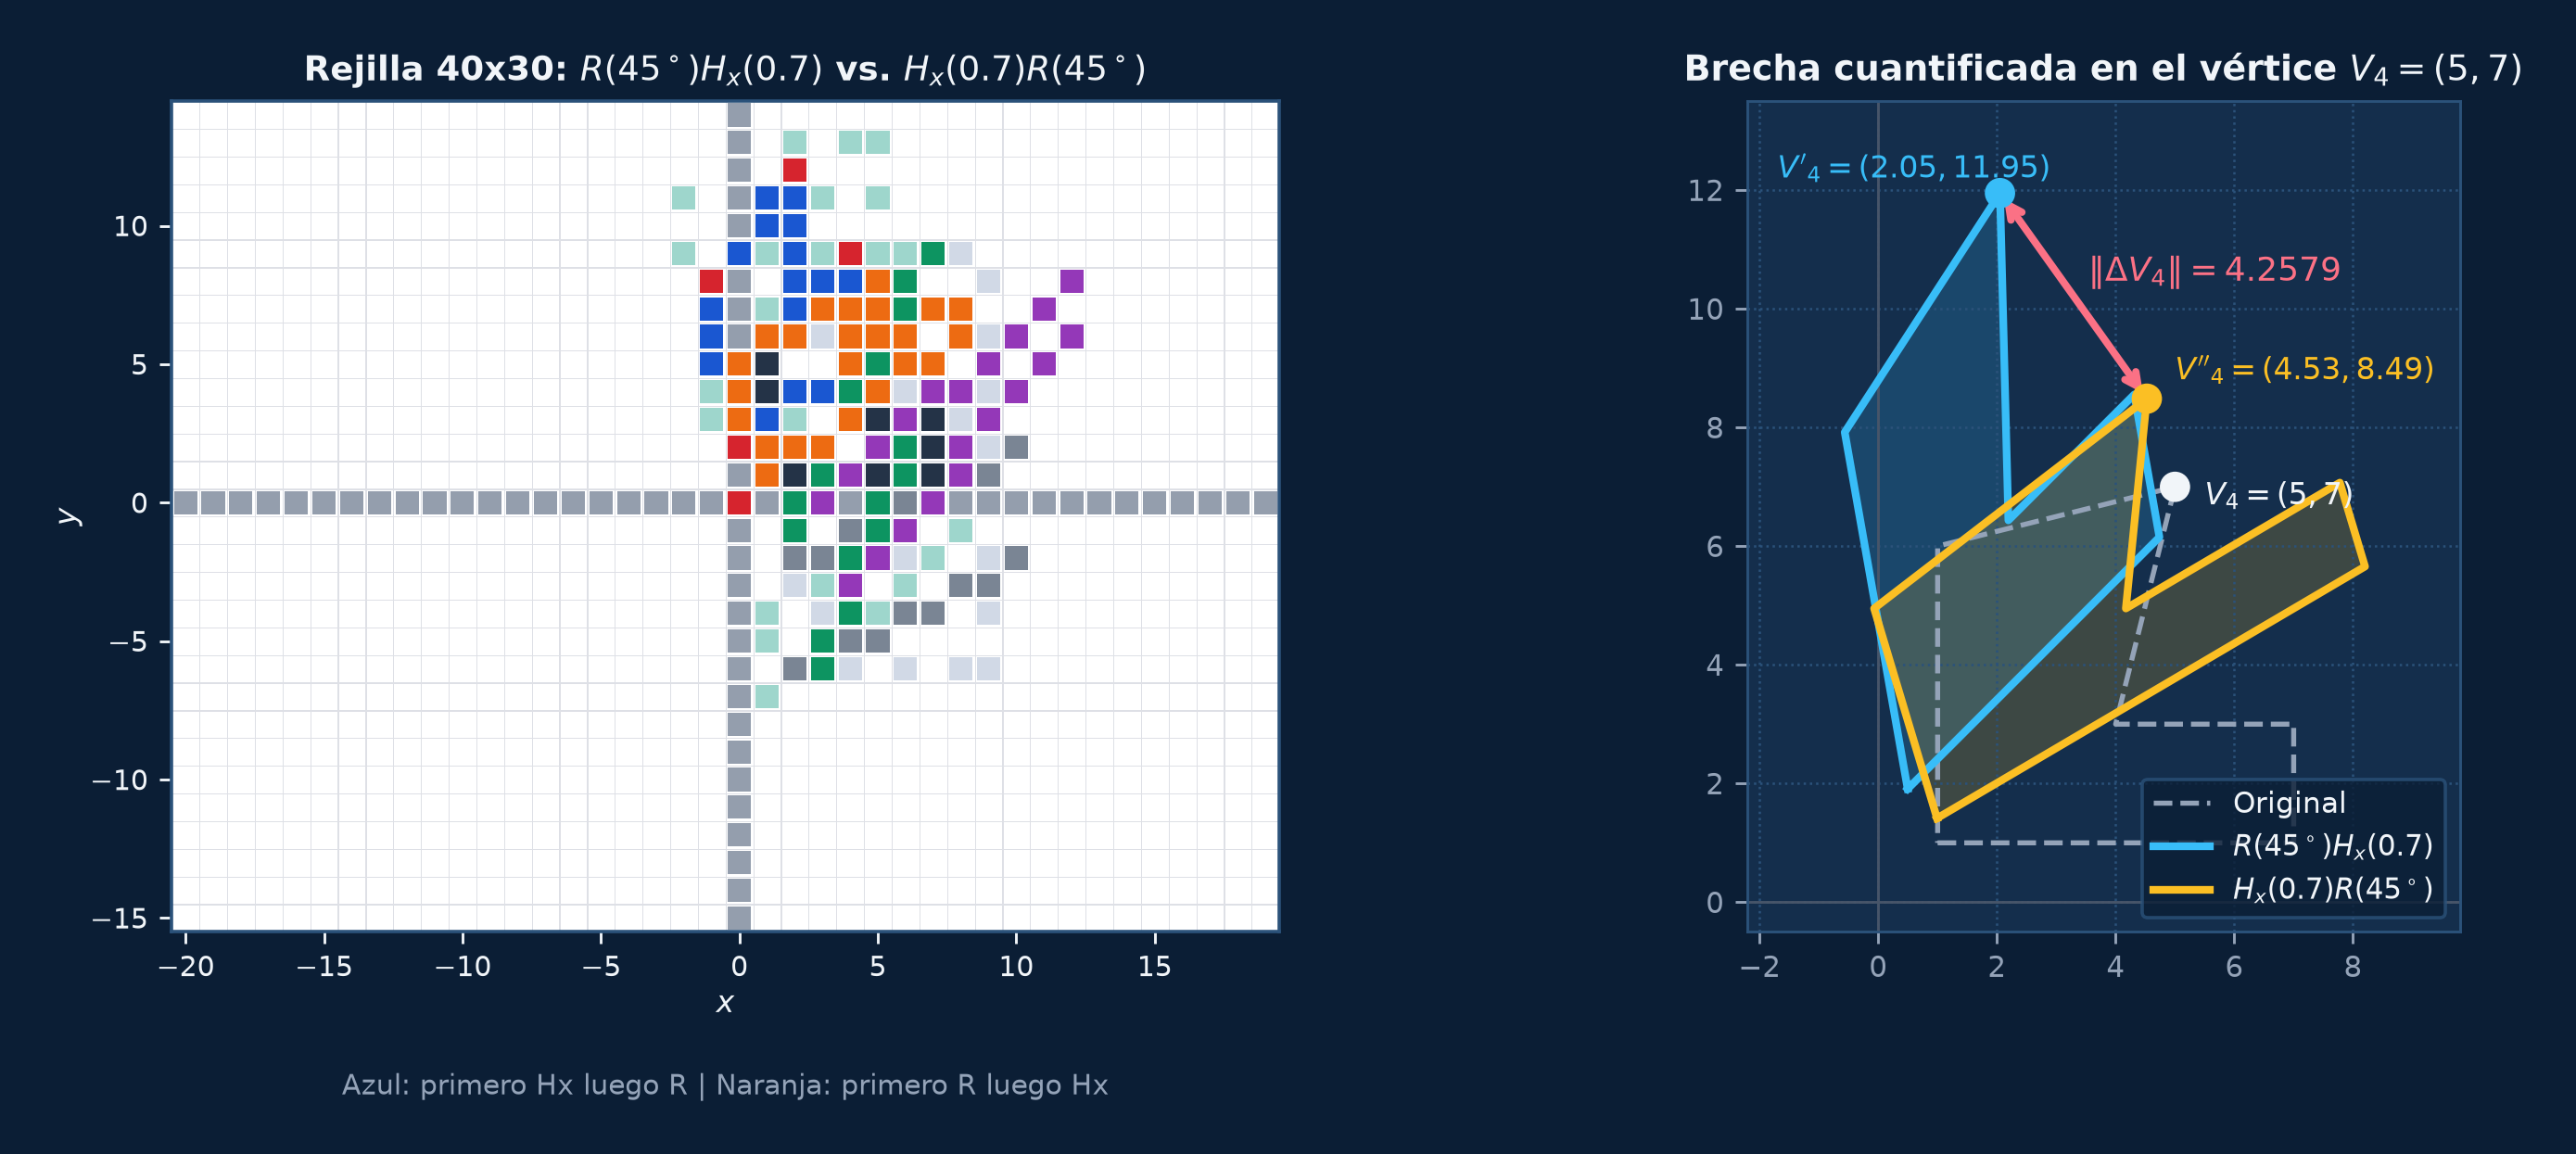 Rejilla 40x30: R(45°)Hₓ(0.7) vs. Hₓ(0.7)R(45°)
10
5
0
−5
−10
−15
y
−20 −15 −10 −5 0 5 10 15
x
Azul: primero Hx luego R | Naranja: primero R luego Hx
Brecha cuantificada en el vértice V₄ = (5, 7)
V′₄ = (2.05, 11.95)
‖ΔV₄‖ = 4.2579
V″₄ = (4.53, 8.49)
V₄ = (5, 7)
12
10
8
6
4
2
0
−2 0 2 4 6 8
Original
R(45°)Hₓ(0.7)
Hₓ(0.7)R(45°)